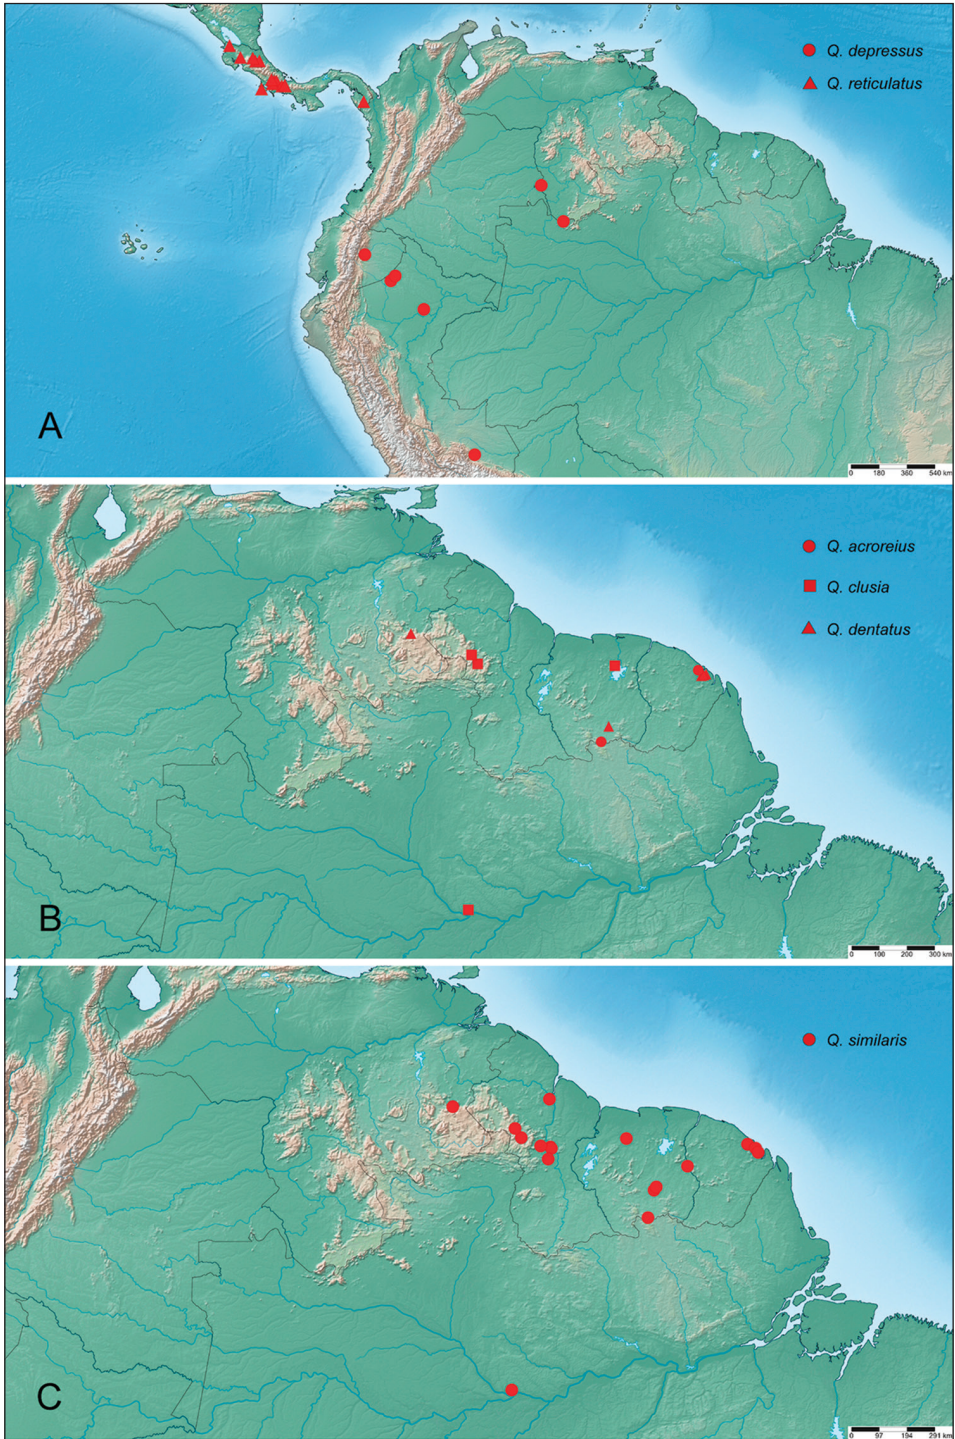 Q. depressus
Q. reticulatus
A
0 180 360 540 km
Q. acroreius
Q. clusia
Q. dentatus
B
0 100 200 300 km
Q. similaris
C
0 97 194 291 km